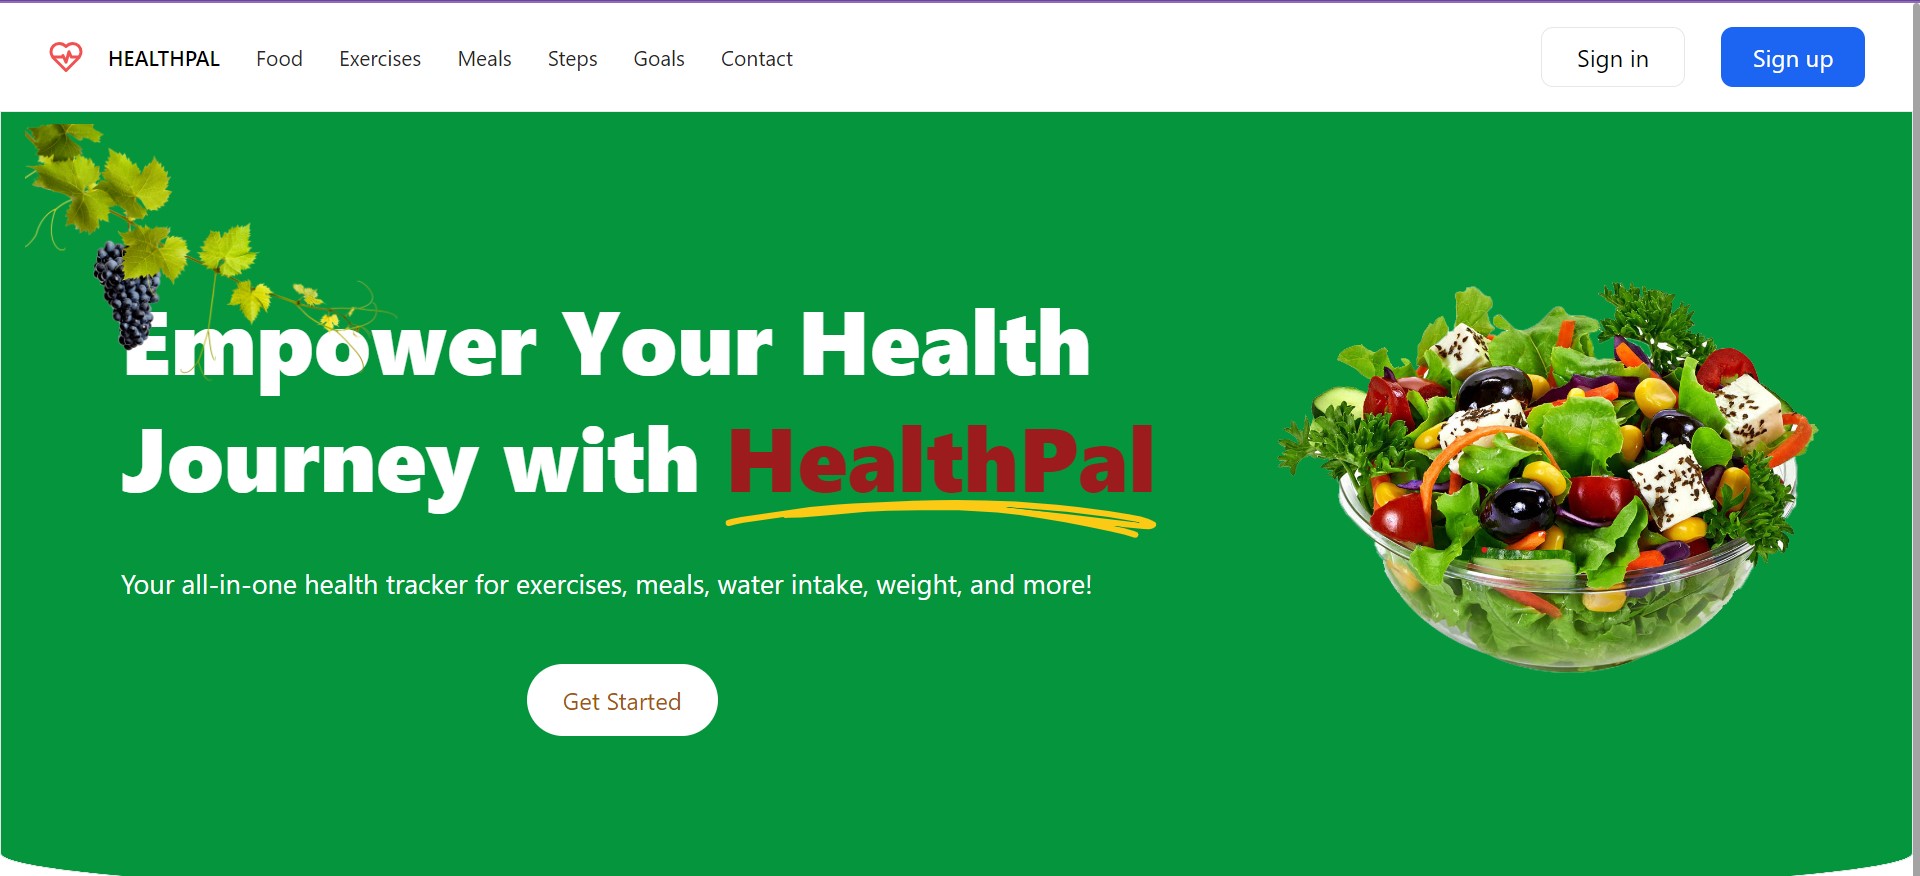 HEALTHPAL Food Exercises Meals Steps Goals Contact Sign in Sign up
Empower Your Health
Journey with HealthPal
Your all-in-one health tracker for exercises, meals, water intake, weight, and more!
Get Started